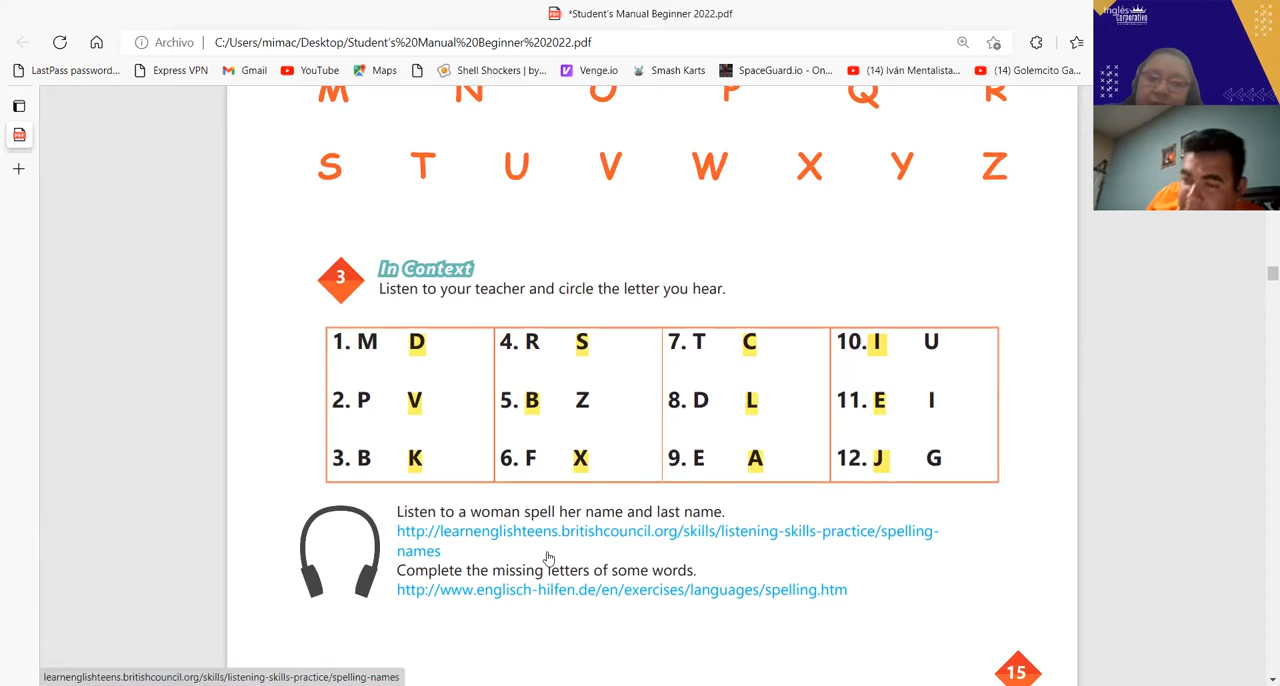 *Student's Manual Beginner 2022.pdf
Archivo
C:/Users/mimac/Desktop/Student's%20Manual%20Beginner%202022.pdf
LastPass password...
Express VPN
Gmail
YouTube
Maps
Shell Shockers | by...
Venge.io
Smash Karts
SpaceGuard.io - On...
(14) Iván Mentalista...
(14) Golemcito Ga...
Inglés
Corporativo
M N O P Q R
S T U V W X Y Z
3
In Context
Listen to your teacher and circle the letter you hear.
1. M D 4. R S 7. T C 10. I U
2. P V 5. B Z 8. D L 11. E I
3. B K 6. F X 9. E A 12. J G
Listen to a woman spell her name and last name.
http://learnenglishteens.britishcouncil.org/skills/listening-skills-practice/spelling-
names
Complete the missing letters of some words.
http://www.englisch-hilfen.de/en/exercises/languages/spelling.htm
15
learnenglishteens.britishcouncil.org/skills/listening-skills-practice/spelling-names